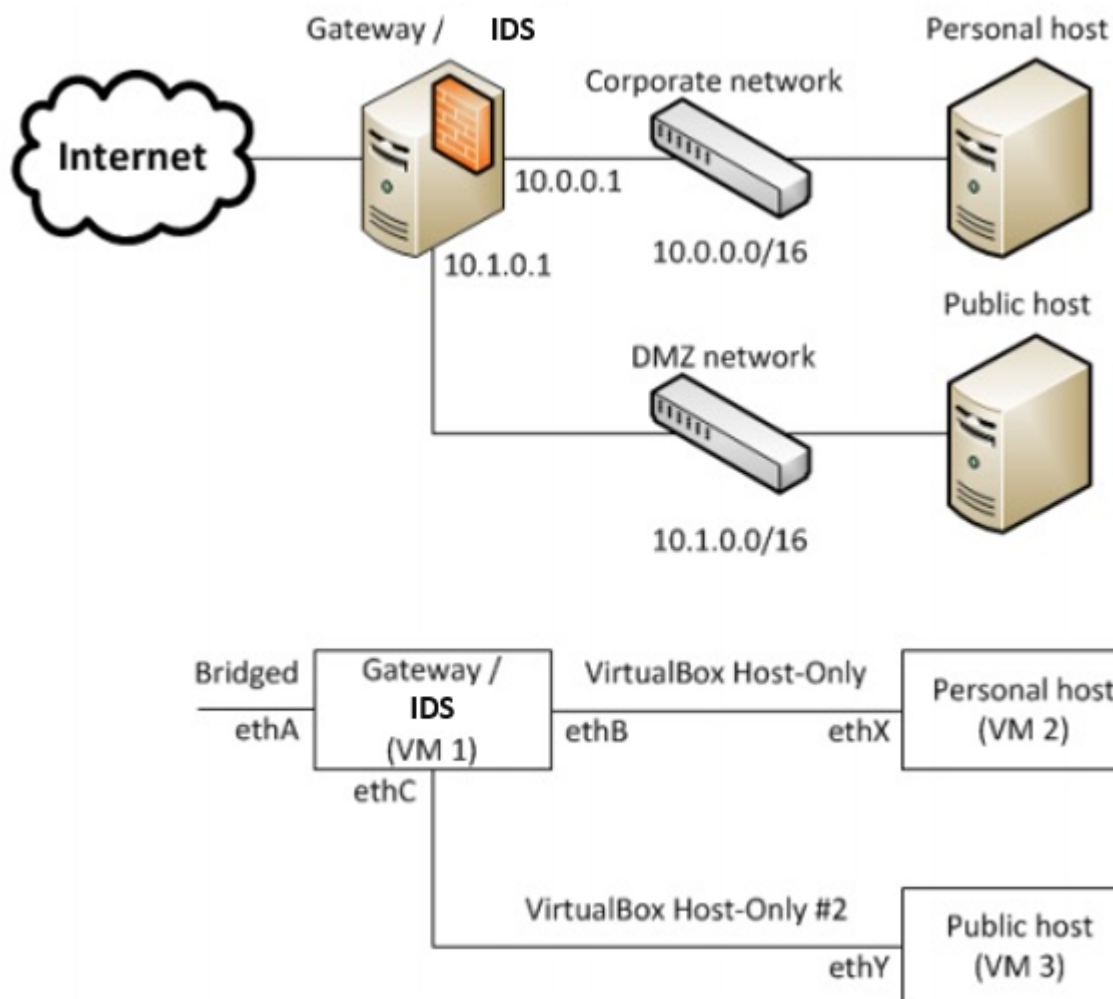 Gateway / IDS
Personal host
Corporate network
Internet
10.0.0.1
10.0.0.0/16
10.1.0.1
Public host
DMZ network
10.1.0.0/16
Bridged
ethA
Gateway /
IDS
(VM 1)
VirtualBox Host-Only
ethB
ethX
Personal host
(VM 2)
ethC
VirtualBox Host-Only #2
ethY
Public host
(VM 3)